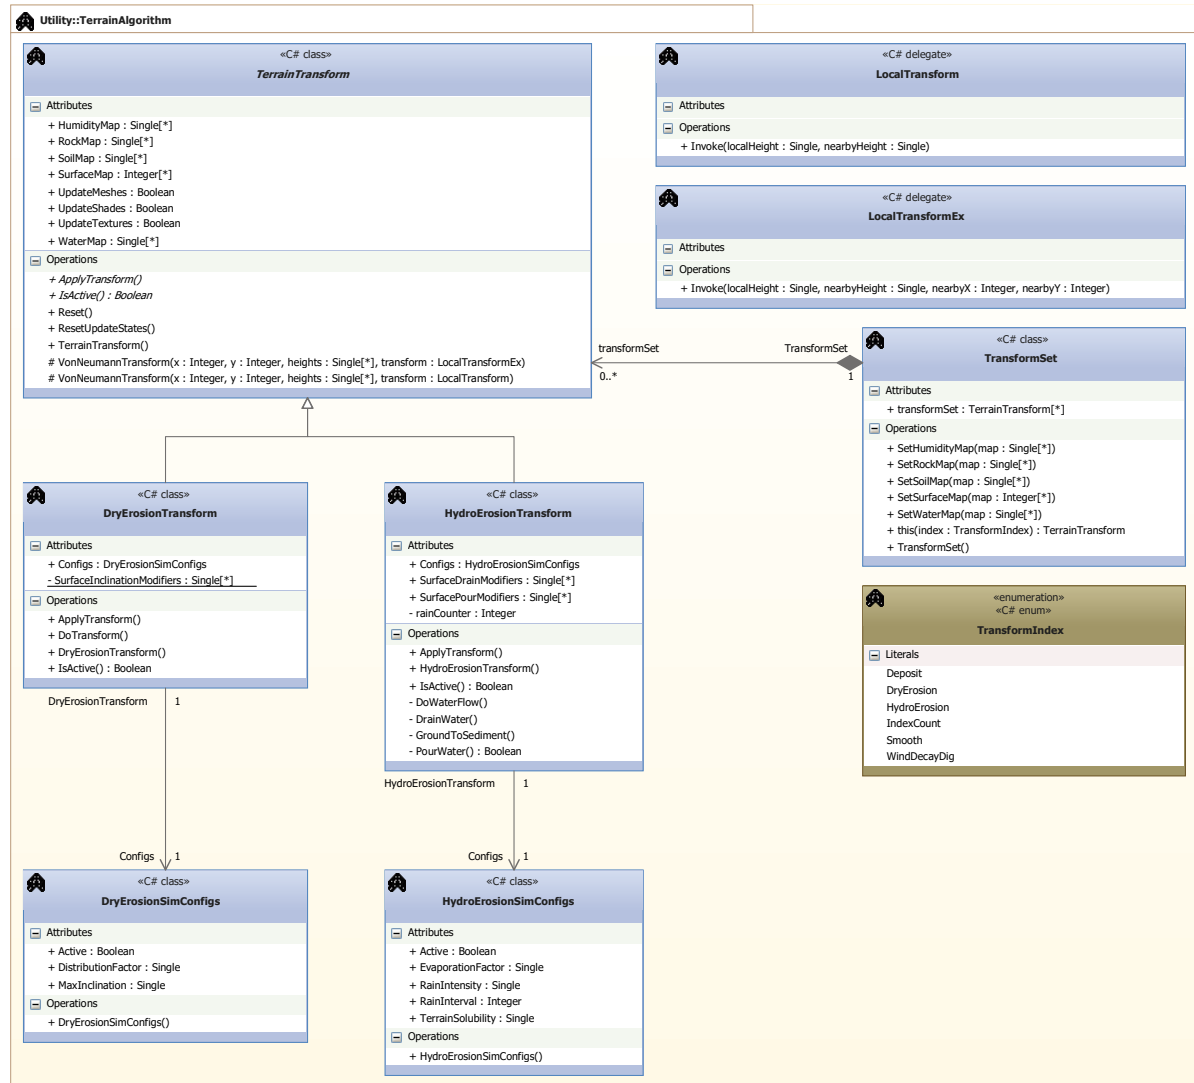 Utility::TerrainAlgorithm
«C# class»
TerrainTransform
Attributes
+ HumidityMap : Single[*]
+ RockMap : Single[*]
+ SoilMap : Single[*]
+ SurfaceMap : Integer[*]
+ UpdateMeshes : Boolean
+ UpdateShades : Boolean
+ UpdateTextures : Boolean
+ WaterMap : Single[*]
Operations
+ ApplyTransform()
+ IsActive() : Boolean
+ Reset()
+ ResetUpdateStates()
+ TerrainTransform()
# VonNeumannTransform(x : Integer, y : Integer, heights : Single[*], transform : LocalTransformEx)
# VonNeumannTransform(x : Integer, y : Integer, heights : Single[*], transform : LocalTransform)
«C# delegate»
LocalTransform
Attributes
Operations
+ Invoke(localHeight : Single, nearbyHeight : Single)
«C# delegate»
LocalTransformEx
Attributes
Operations
+ Invoke(localHeight : Single, nearbyHeight : Single, nearbyX : Integer, nearbyY : Integer)
transformSet
0..*
TransformSet
1
«C# class»
TransformSet
Attributes
+ transformSet : TerrainTransform[*]
Operations
+ SetHumidityMap(map : Single[*])
+ SetRockMap(map : Single[*])
+ SetSoilMap(map : Single[*])
+ SetSurfaceMap(map : Integer[*])
+ SetWaterMap(map : Single[*])
+ this(index : TransformIndex) : TerrainTransform
+ TransformSet()
«C# class»
DryErosionTransform
Attributes
+ Configs : DryErosionSimConfigs
- SurfaceInclinationModifiers : Single[*]
Operations
+ ApplyTransform()
+ DoTransform()
+ DryErosionTransform()
+ IsActive() : Boolean
DryErosionTransform
1
«C# class»
HydroErosionTransform
Attributes
+ Configs : HydroErosionSimConfigs
+ SurfaceDrainModifiers : Single[*]
+ SurfacePourModifiers : Single[*]
- rainCounter : Integer
Operations
+ ApplyTransform()
+ HydroErosionTransform()
+ IsActive() : Boolean
- DoWaterFlow()
- DrainWater()
- GroundToSediment()
- PourWater() : Boolean
HydroErosionTransform
1
«enumeration»
«C# enum»
TransformIndex
Literals
Deposit
DryErosion
HydroErosion
IndexCount
Smooth
WindDecayDig
Configs
1
«C# class»
DryErosionSimConfigs
Attributes
+ Active : Boolean
+ DistributionFactor : Single
+ MaxInclination : Single
Operations
+ DryErosionSimConfigs()
Configs
1
«C# class»
HydroErosionSimConfigs
Attributes
+ Active : Boolean
+ EvaporationFactor : Single
+ RainIntensity : Single
+ RainInterval : Integer
+ TerrainSolubility : Single
Operations
+ HydroErosionSimConfigs()